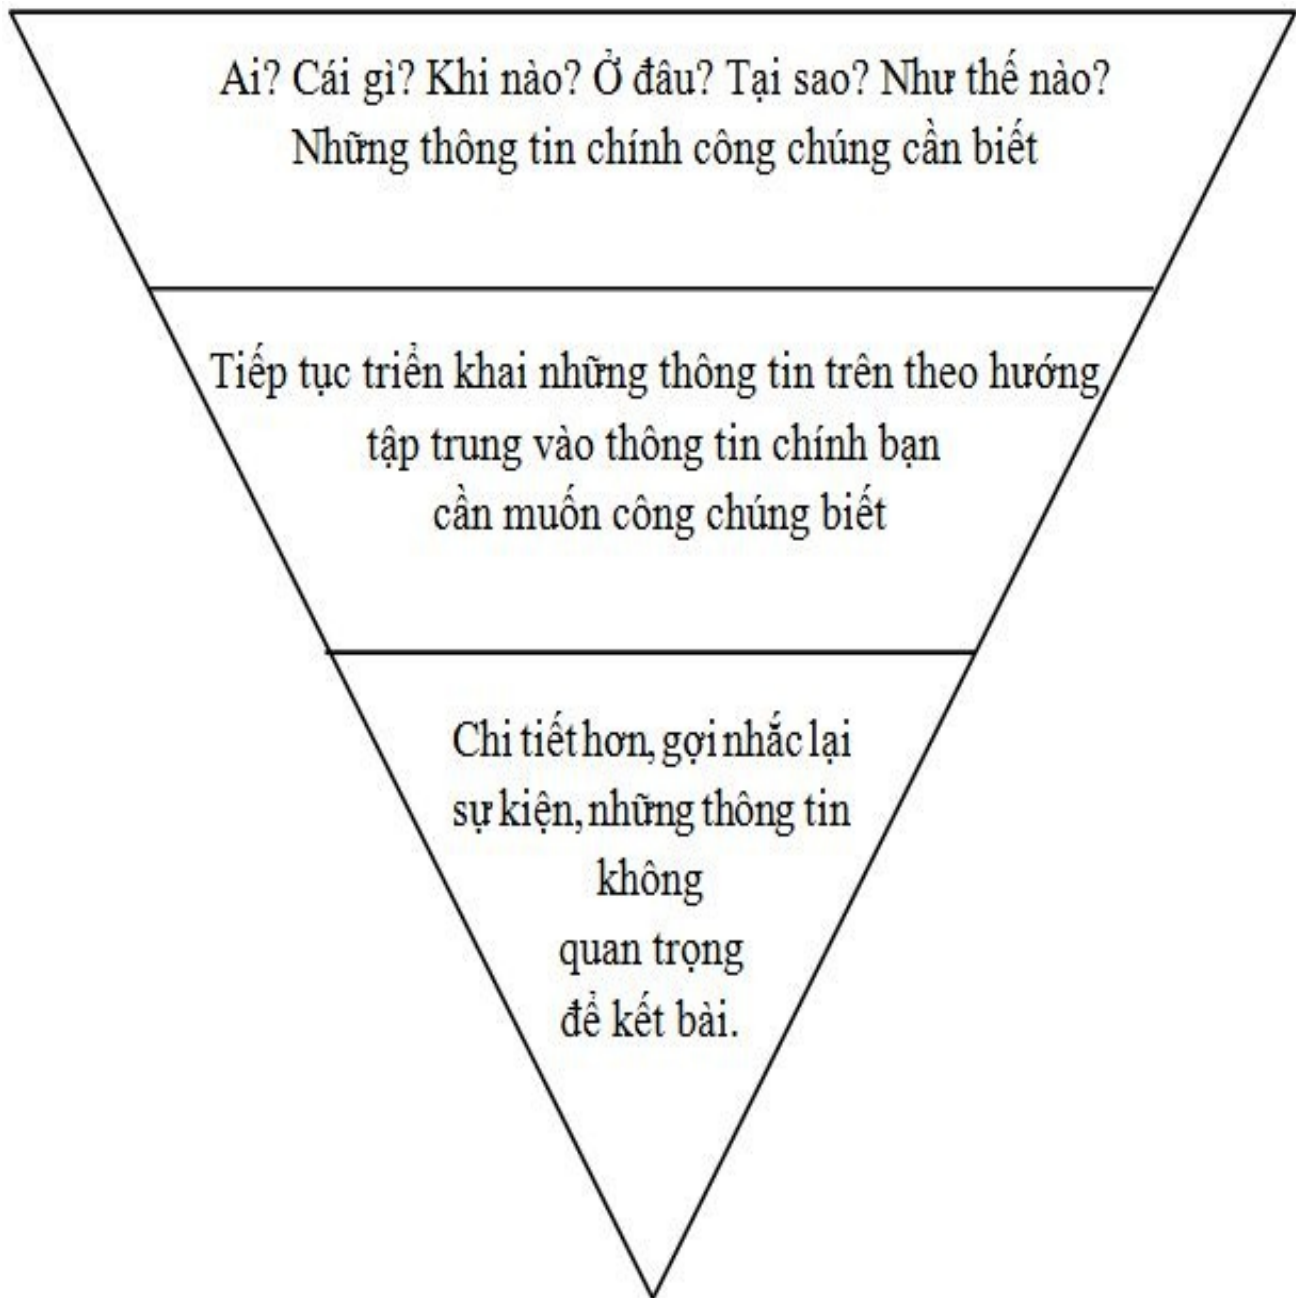 Ai? Cái gì? Khi nào? Ở đâu? Tại sao? Như thế nào?
Những thông tin chính công chúng cần biết
Tiếp tục triển khai những thông tin trên theo hướng
tập trung vào thông tin chính bạn
cần muốn công chúng biết
Chi tiết hơn, gợi nhắc lại
sự kiện, những thông tin
không
quan trọng
để kết bài.